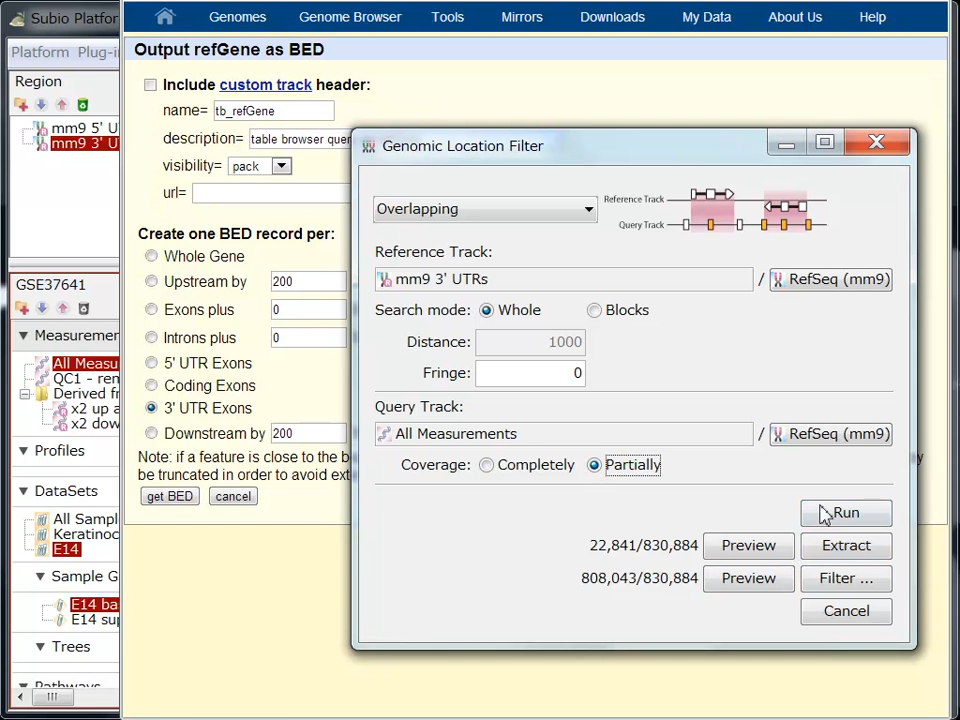 Subio Platfor
Genomes Genome Browser Tools Mirrors Downloads My Data About Us Help
Platform Plug-in
Output refGene as BED
Region
Include custom track header:
name= tb_refGene
mm9 5' U
mm9 3' U
description= table browser quer
visibility= pack
url=
Genomic Location Filter
Overlapping
Reference Track
Query Track
Create one BED record per:
Whole Gene
Upstream by 200
Exons plus 0
Introns plus 0
5' UTR Exons
Coding Exons
3' UTR Exons
Downstream by 200
Note: if a feature is close to the b
be truncated in order to avoid ext
get BED cancel
Reference Track:
mm9 3' UTRs / RefSeq (mm9)
Search mode: Whole Blocks
Distance: 1000
Fringe: 0
Query Track:
All Measurements / RefSeq (mm9)
Coverage: Completely Partially
Run
22,841/830,884 Preview Extract
808,043/830,884 Preview Filter ...
Cancel
GSE37641
Measuremen
All Measu
QC1 - rem
Derived fr
x2 up a
x2 dow
Profiles
DataSets
All Sampl
Keratinoc
E14
Sample G
E14 ba
E14 sup
Trees
Pathways